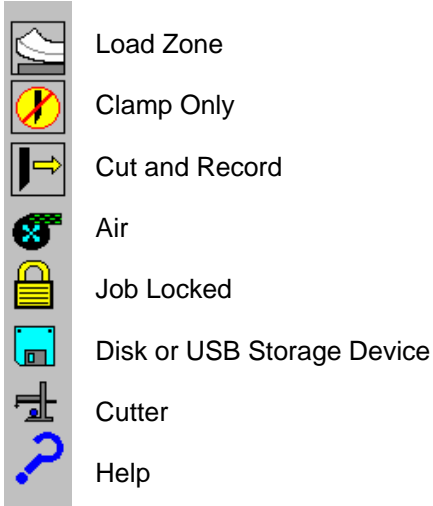 Load Zone
Clamp Only
Cut and Record
Air
Job Locked
Disk or USB Storage Device
Cutter
Help